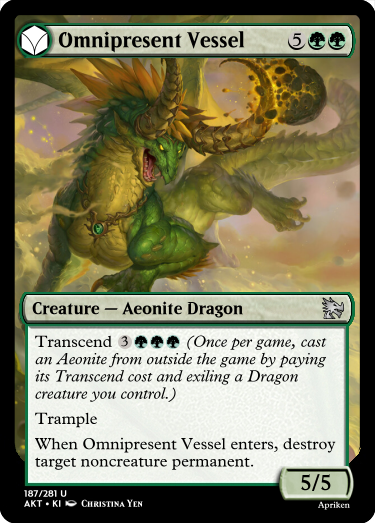 Omnipresent Vessel 5
Creature — Aeonite Dragon
Transcend 3 (Once per game, cast
an Aeonite from outside the game by paying
its Transcend cost and exiling a Dragon
creature you control.)
Trample
When Omnipresent Vessel enters, destroy
target noncreature permanent.
5/5
187/281 U
AKT • KI Christina Yen
Apriken